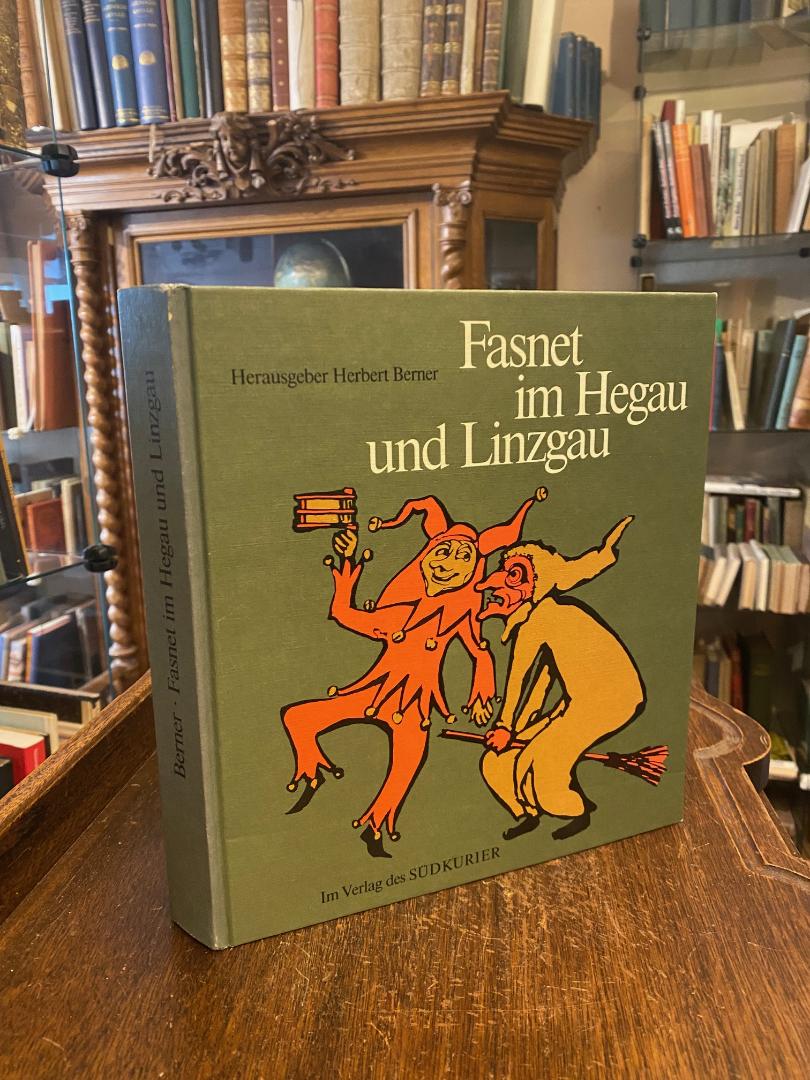 Fasnet
Herausgeber Herbert Berner
im Hegau
und Linzgau
Im Verlag des SÜDKURIER
Berner · Fasnet im Hegau und Linzgau